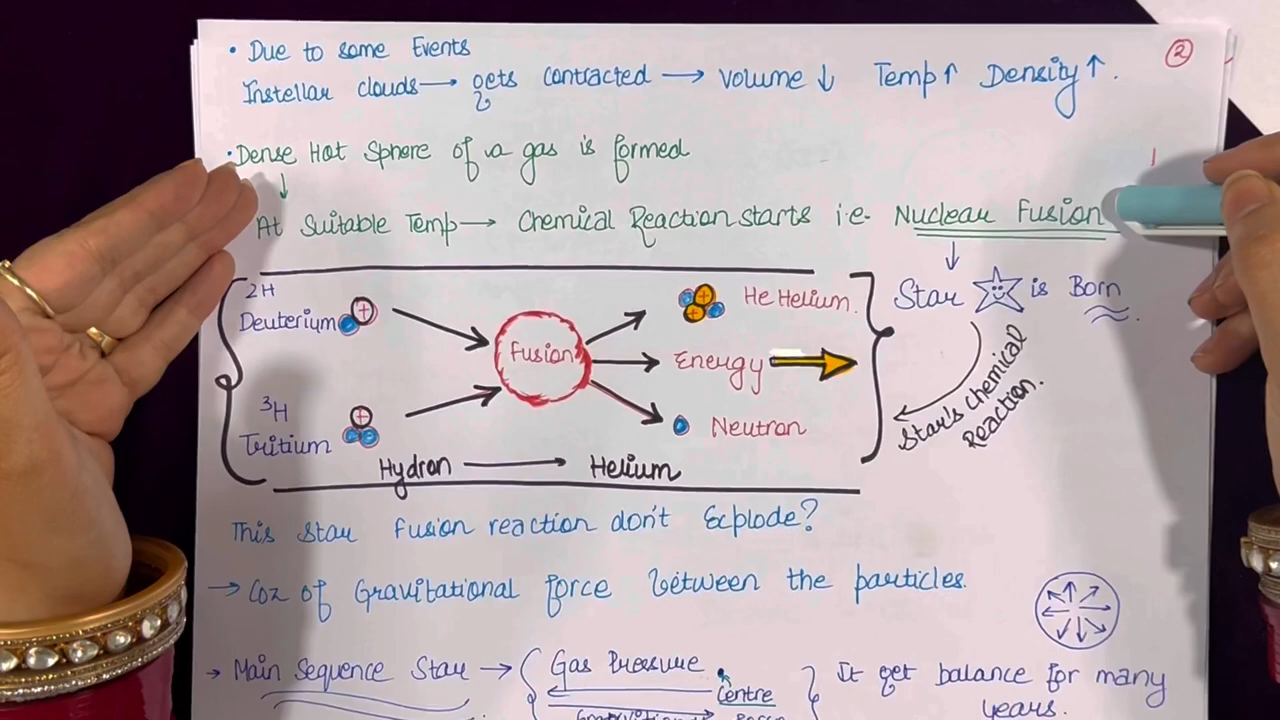 ②
• Due to some Events
Instellar clouds → gets contracted → volume ↓ Temp↑ Density↑.
• Dense Hot Sphere of a gas is formed
↓
At Suitable Temp → Chemical Reaction starts i.e- Nuclear Fusion
↓
Star is Born
2H
Deuterium
+
Fusion
+
He Helium.
Energy
3H
Tritium
+
Neutron
Hydron → Helium
Star's chemical
Reaction.
This star fusion reaction don't Ecplode?
→ Coz of Gravitational force between the particles.
→ Main Sequence Star → Gas Pressure
Centre
It get balance for many
years.